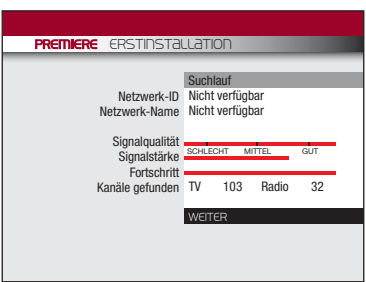 PREMIERE ERSTINSTALLATION
Suchlauf
Netzwerk-ID Nicht verfügbar
Netzwerk-Name Nicht verfügbar
Signalqualität
SCHLECHT MITTEL GUT
Signalstärke
Fortschritt
Kanäle gefunden TV 103 Radio 32
WEITER